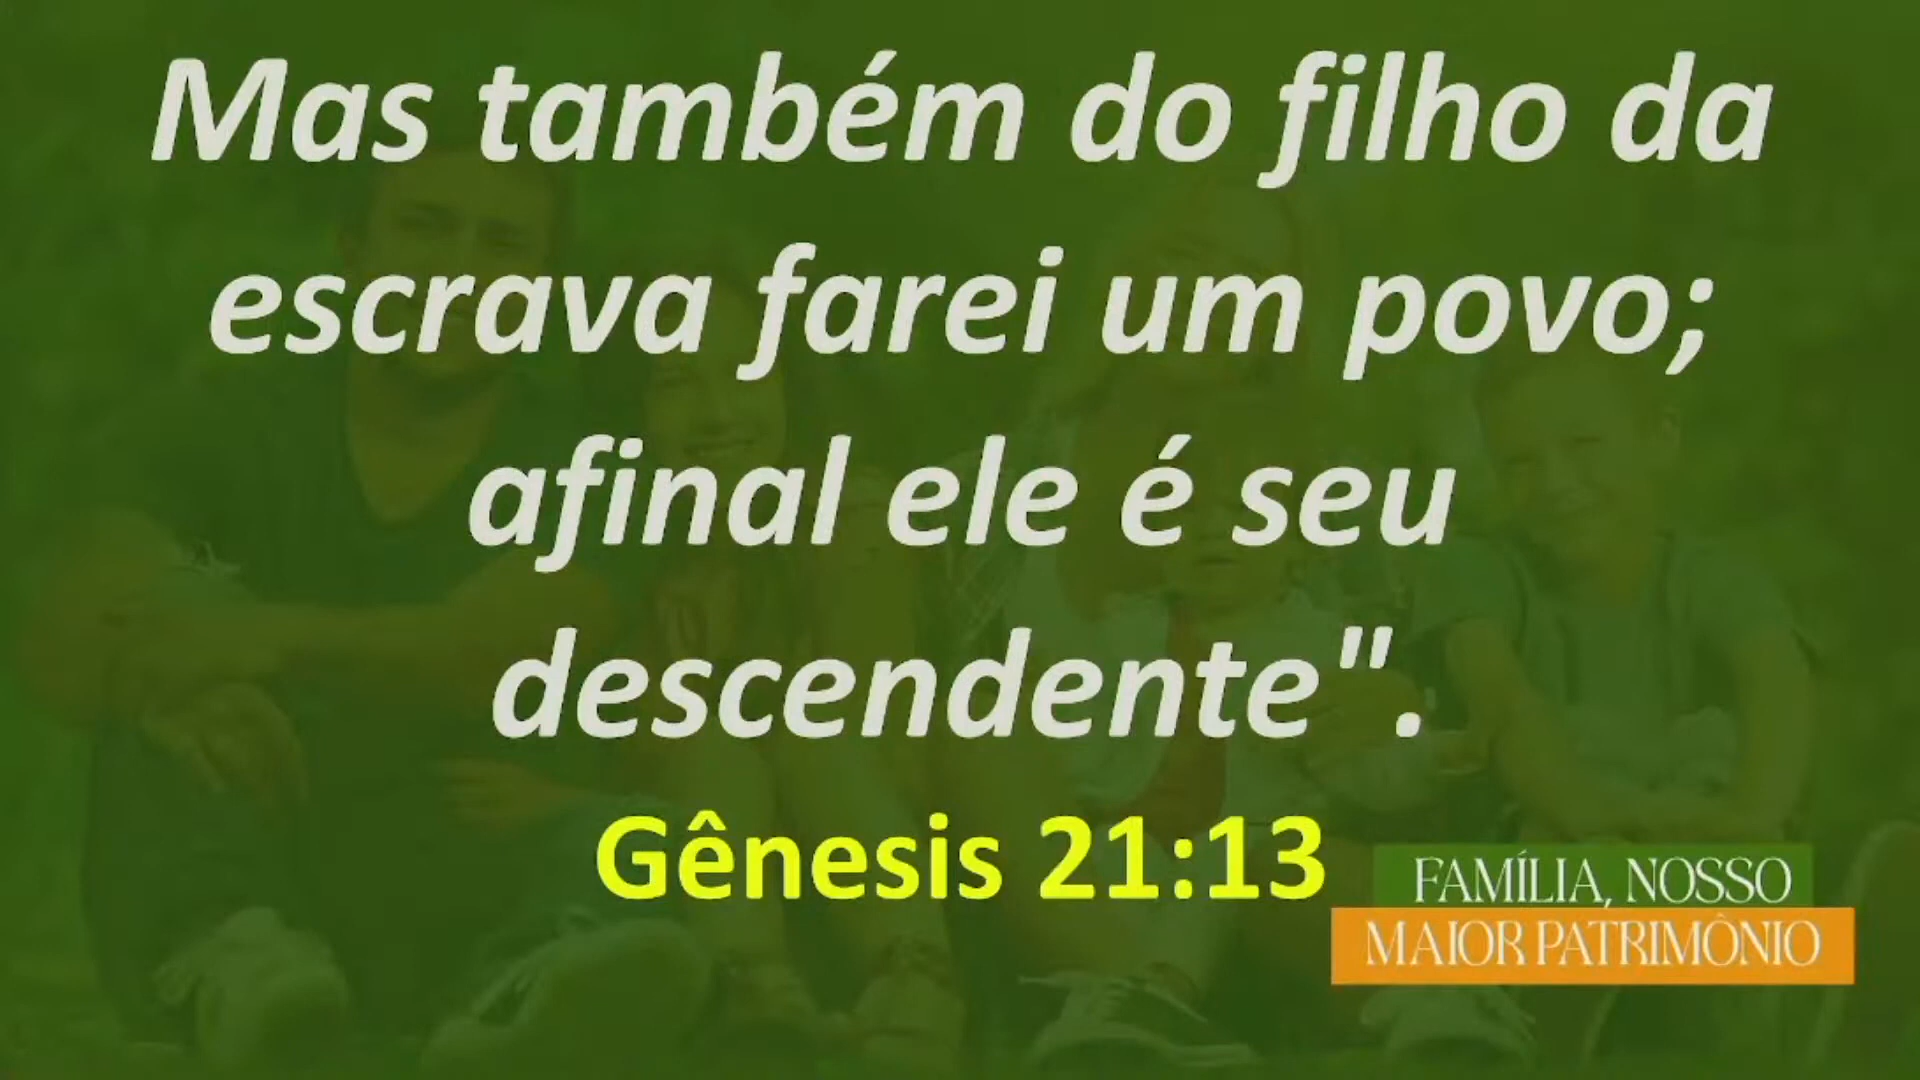 Mas também do filho da
escrava farei um povo;
afinal ele é seu
descendente".
Gênesis 21:13
FAMÍLIA, NOSSO
MAIOR PATRIMÔNIO